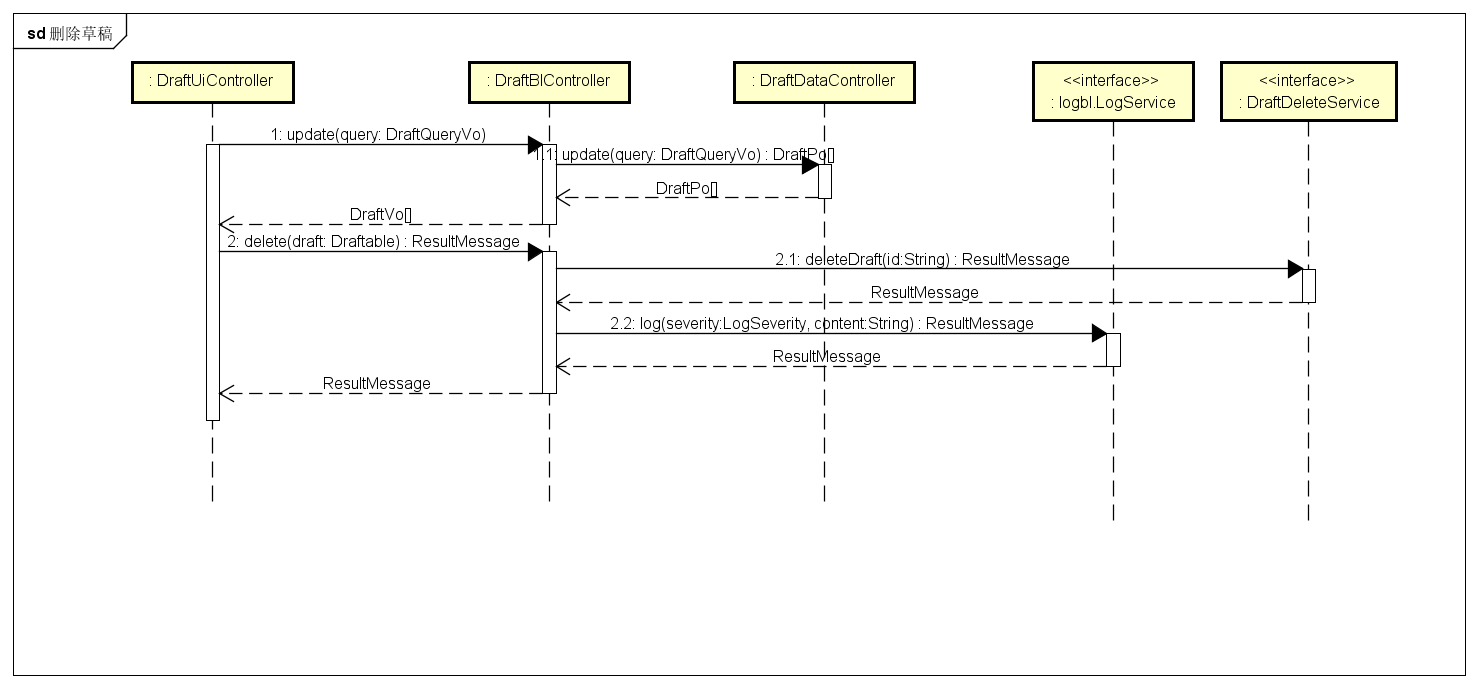 sd 删除草稿
: DraftUiController
: DraftBlController
: DraftDataController
<<interface>>
: logbl.LogService
<<interface>>
: DraftDeleteService
1: update(query: DraftQueryVo)
1.1: update(query: DraftQueryVo) : DraftPo[]
DraftPo[]
DraftVo[]
2: delete(draft: Draftable) : ResultMessage
2.1: deleteDraft(id:String) : ResultMessage
ResultMessage
2.2: log(severity:LogSeverity, content:String) : ResultMessage
ResultMessage
ResultMessage